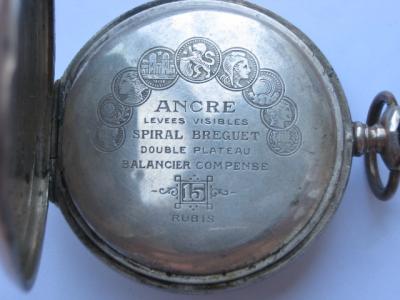 ANCRE
LEVEES VISIBLES
SPIRAL BREGUET
DOUBLE PLATEAU
BALANCIER COMPENSE
15
RUBIS